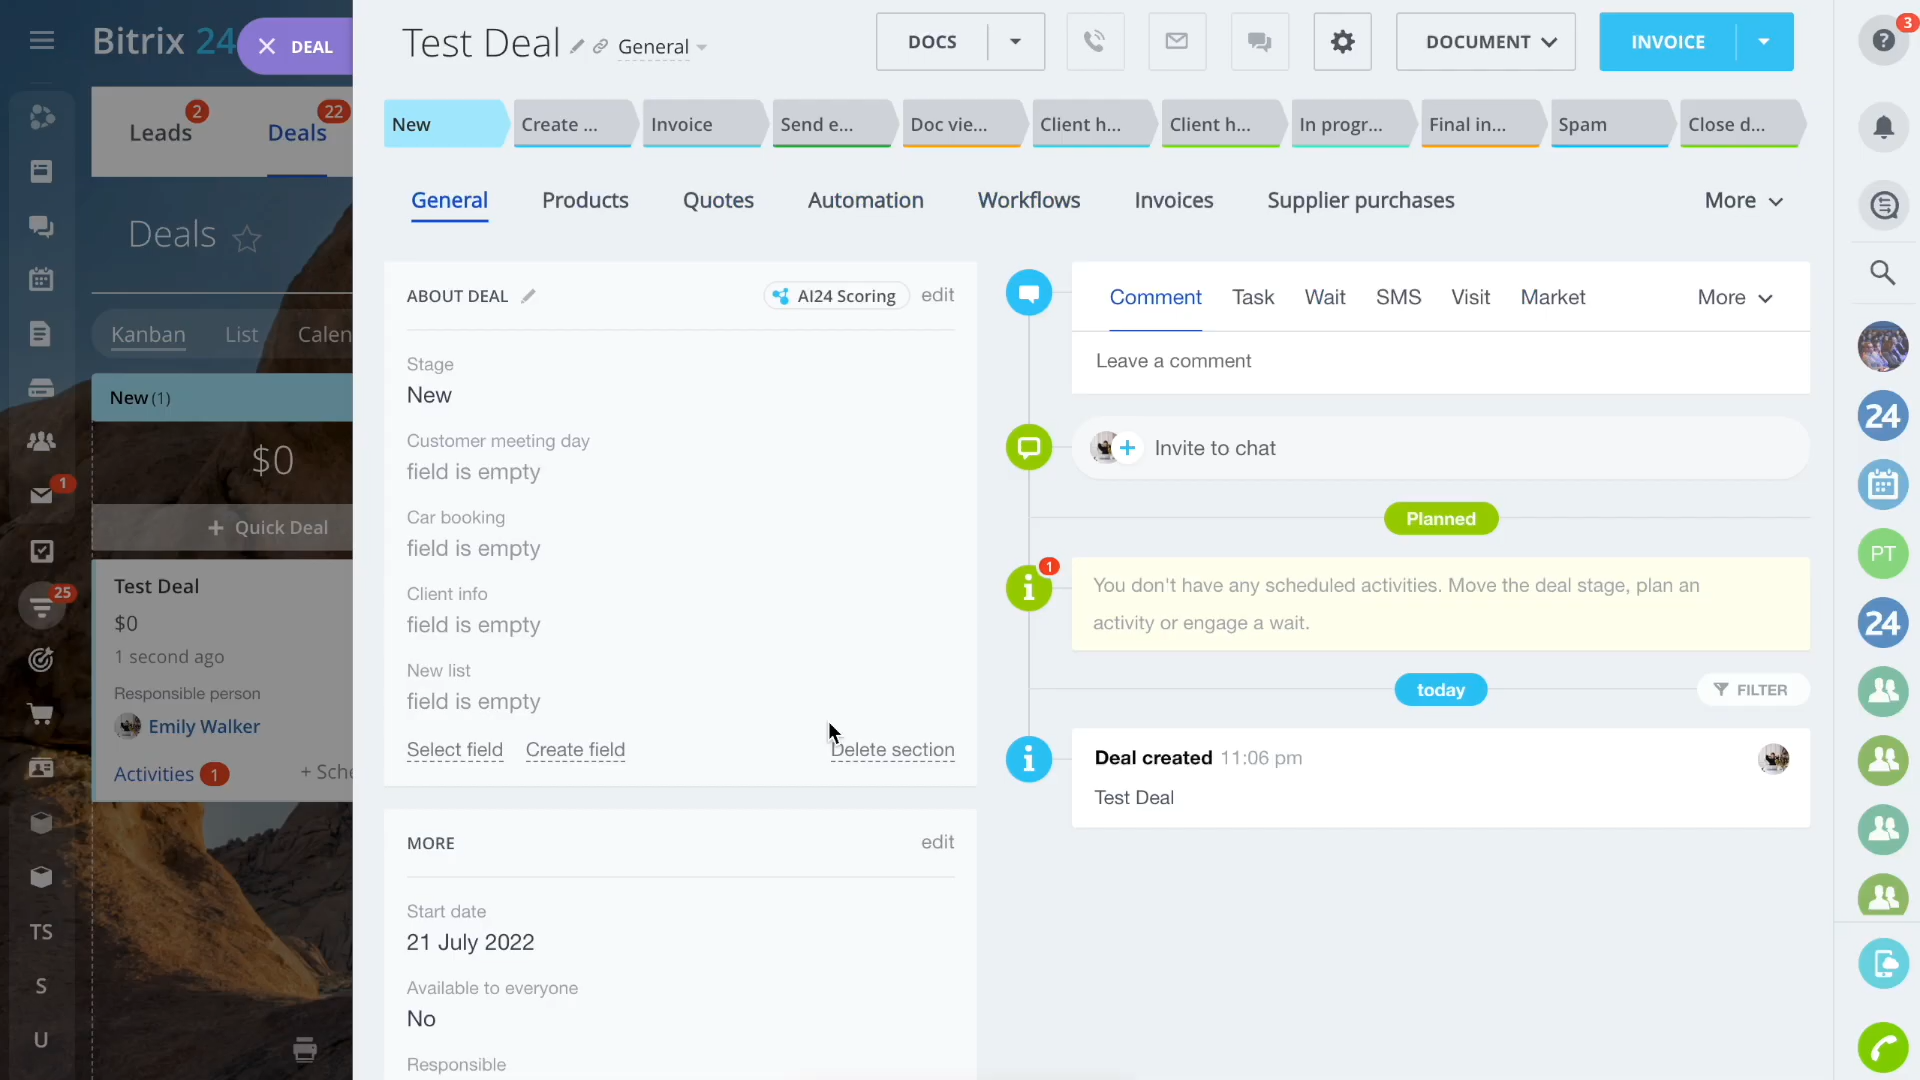 Bitrix 24
DEAL
Test Deal
General
DOCS
DOCUMENT
INVOICE
3
Leads
2
Deals
22
New
Create ...
Invoice
Send e...
Doc vie...
Client h...
Client h...
In progr...
Final in...
Spam
Close d...
General
Products
Quotes
Automation
Workflows
Invoices
Supplier purchases
More
Deals
Kanban
List
Calen
New (1)
$0
+ Quick Deal
Test Deal
$0
1 second ago
Responsible person
Emily Walker
Activities 1
+ Sche
1
25
TS
S
U
ABOUT DEAL
AI24 Scoring
edit
Stage
New
Customer meeting day
field is empty
Car booking
field is empty
Client info
field is empty
New list
field is empty
Select field
Create field
Delete section
MORE
edit
Start date
21 July 2022
Available to everyone
No
Responsible
Comment
Task
Wait
SMS
Visit
Market
More
Leave a comment
Invite to chat
Planned
1
You don't have any scheduled activities. Move the deal stage, plan an
activity or engage a wait.
today
FILTER
Deal created 11:06 pm
Test Deal
24
PT
24